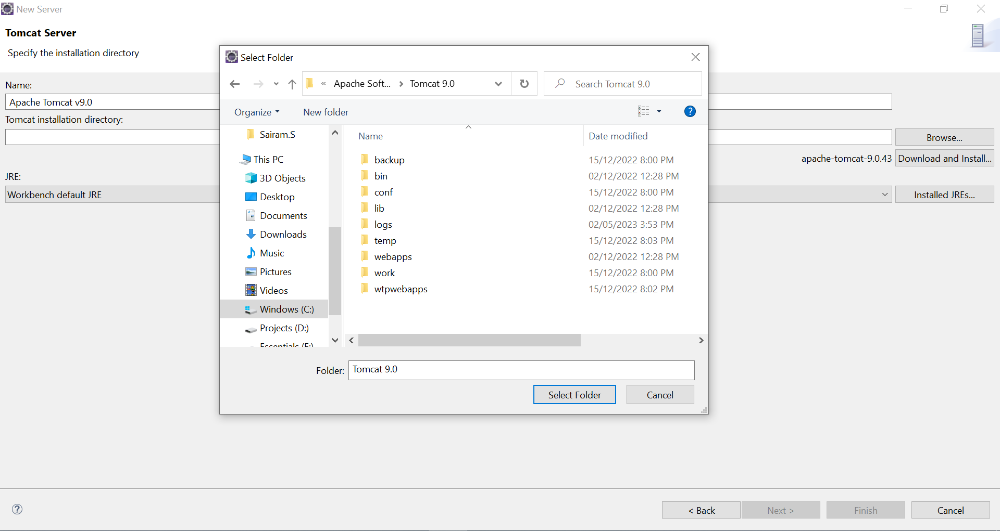 New Server
Tomcat Server
Specify the installation directory
Name:
Apache Tomcat v9.0
Tomcat installation directory:
Browse...
apache-tomcat-9.0.43 Download and Install...
JRE:
Workbench default JRE
Installed JREs...
Select Folder
« Apache Soft... > Tomcat 9.0
Search Tomcat 9.0
Organize
New folder
Sairam.S
This PC
3D Objects
Desktop
Documents
Downloads
Music
Pictures
Videos
Windows (C:)
Projects (D:)
Name Date modified
backup 15/12/2022 8:00 PM
bin 02/12/2022 12:28 PM
conf 15/12/2022 8:00 PM
lib 02/12/2022 12:28 PM
logs 02/05/2023 3:53 PM
temp 15/12/2022 8:03 PM
webapps 02/12/2022 12:28 PM
work 15/12/2022 8:00 PM
wtpwebapps 15/12/2022 8:02 PM
Folder: Tomcat 9.0
Select Folder Cancel
< Back Next > Finish Cancel